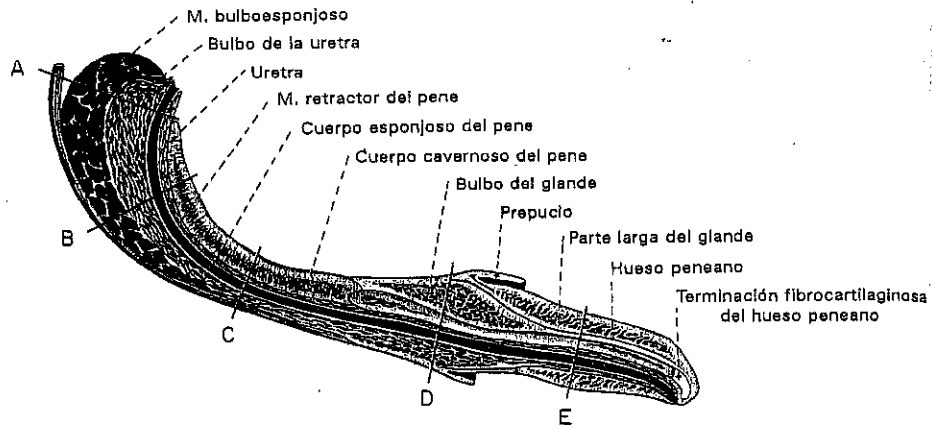 M. bulboesponjoso
Bulbo de la uretra
A
Uretra
M. retractor del pene
Cuerpo esponjoso del pene
Cuerpo cavernoso del pene
Bulbo del glande
Prepucio
B
Parte larga del glande
Hueso peneano
Terminación fibrocartilaginosa
del hueso peneano
C
D
E